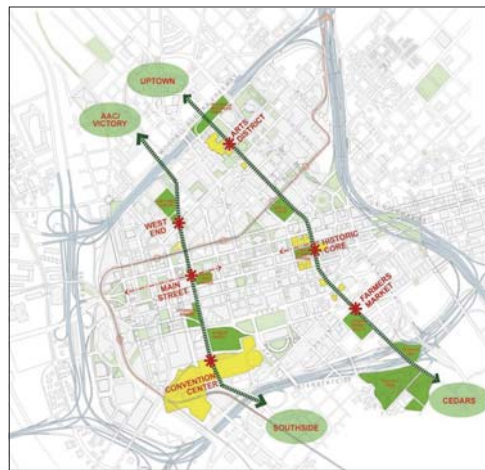 UPTOWN
AAC/
VICTORY
ARTS
DISTRICT
WEST
END
HISTORIC
CORE
MAIN
STREET
FARMERS
MARKET
CONVENTION
CENTER
CEDARS
SOUTHSIDE